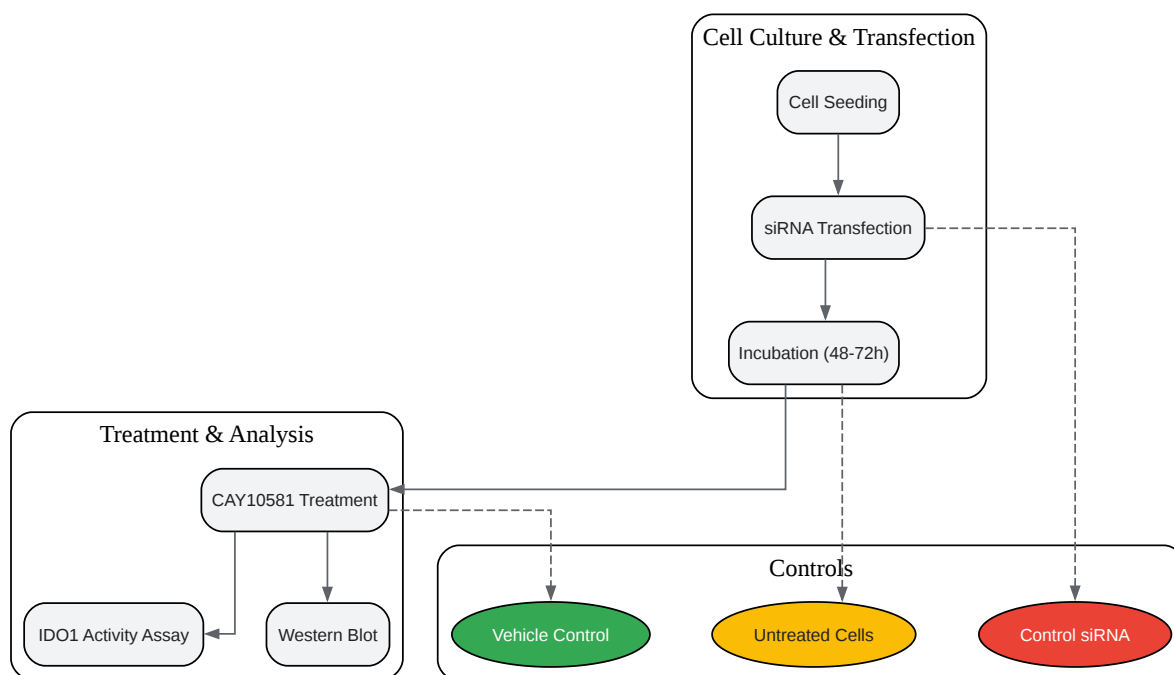 Cell Culture & Transfection
Cell Seeding
siRNA Transfection
Incubation (48-72h)
Treatment & Analysis
CAY10581 Treatment
IDO1 Activity Assay
Western Blot
Controls
Vehicle Control
Untreated Cells
Control siRNA